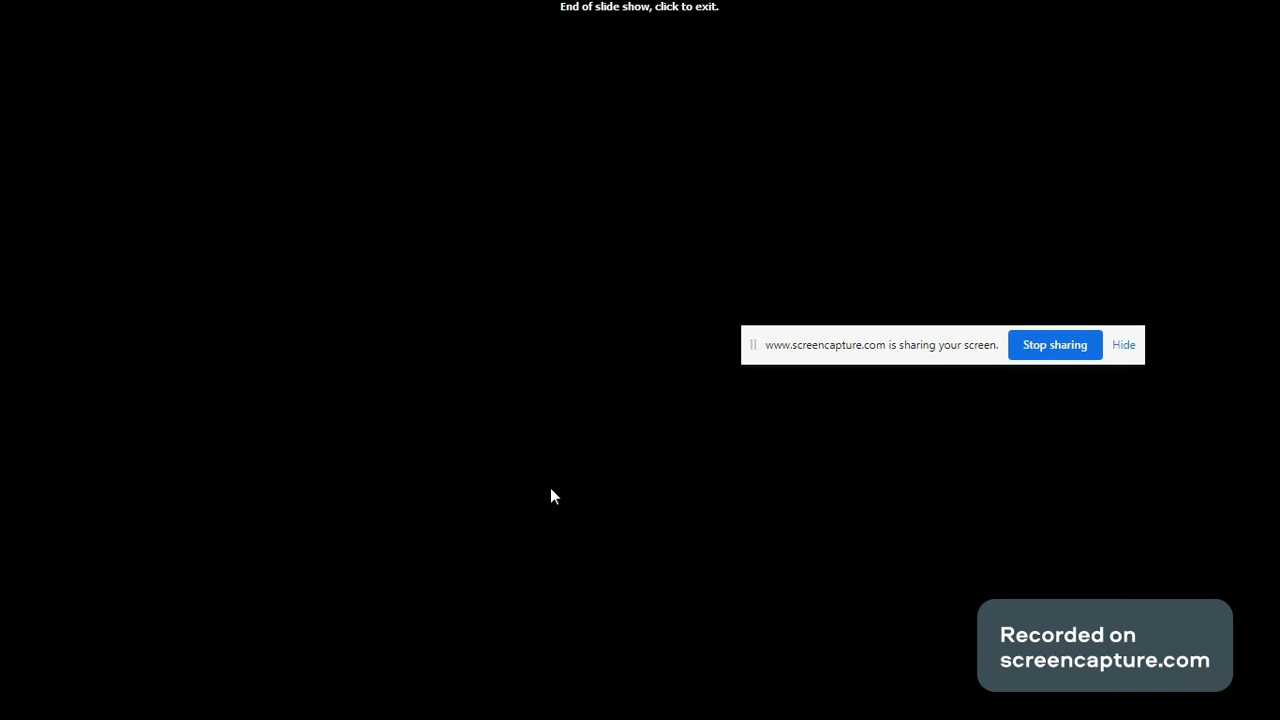 End of slide show, click to exit.
www.screencapture.com is sharing your screen. Stop sharing Hide
Recorded on
screencapture.com